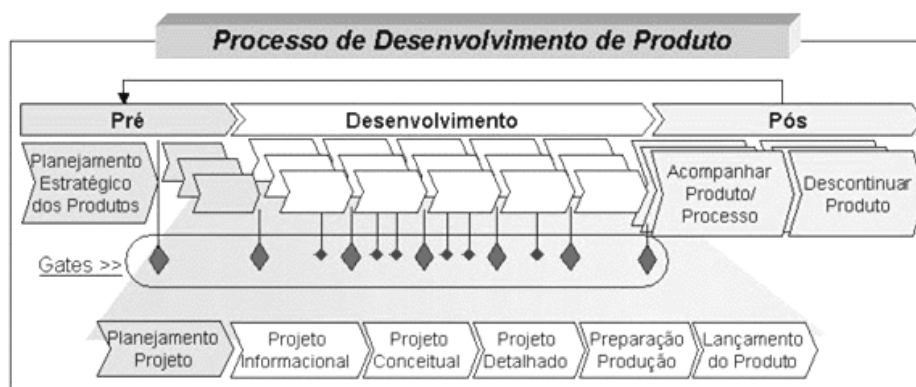 Processo de Desenvolvimento de Produto
Pré
Desenvolvimento
Pós
Planejamento
Estratégico
dos Produtos
Acompanhar
Produto/
Processo
Descontinuar
Produto
Gates >>
Planejamento
Projeto
Projeto
Informacional
Projeto
Conceitual
Projeto
Detalhado
Preparação
Produção
Lançamento
do Produto